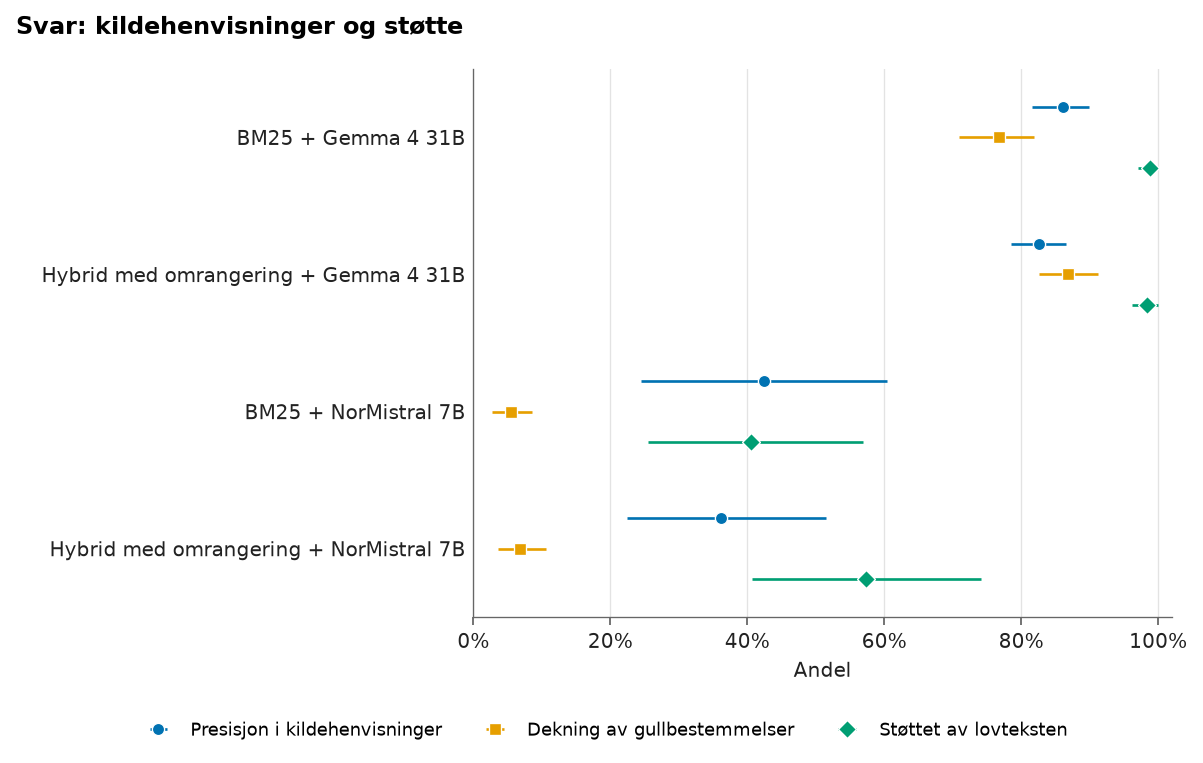 Svar: kildehenvisninger og støtte
BM25 + Gemma 4 31B
Hybrid med omrangering + Gemma 4 31B
BM25 + NorMistral 7B
Hybrid med omrangering + NorMistral 7B
0% 20% 40% 60% 80% 100%
Andel
Presisjon i kildehenvisninger Dekning av gullbestemmelser Støttet av lovteksten